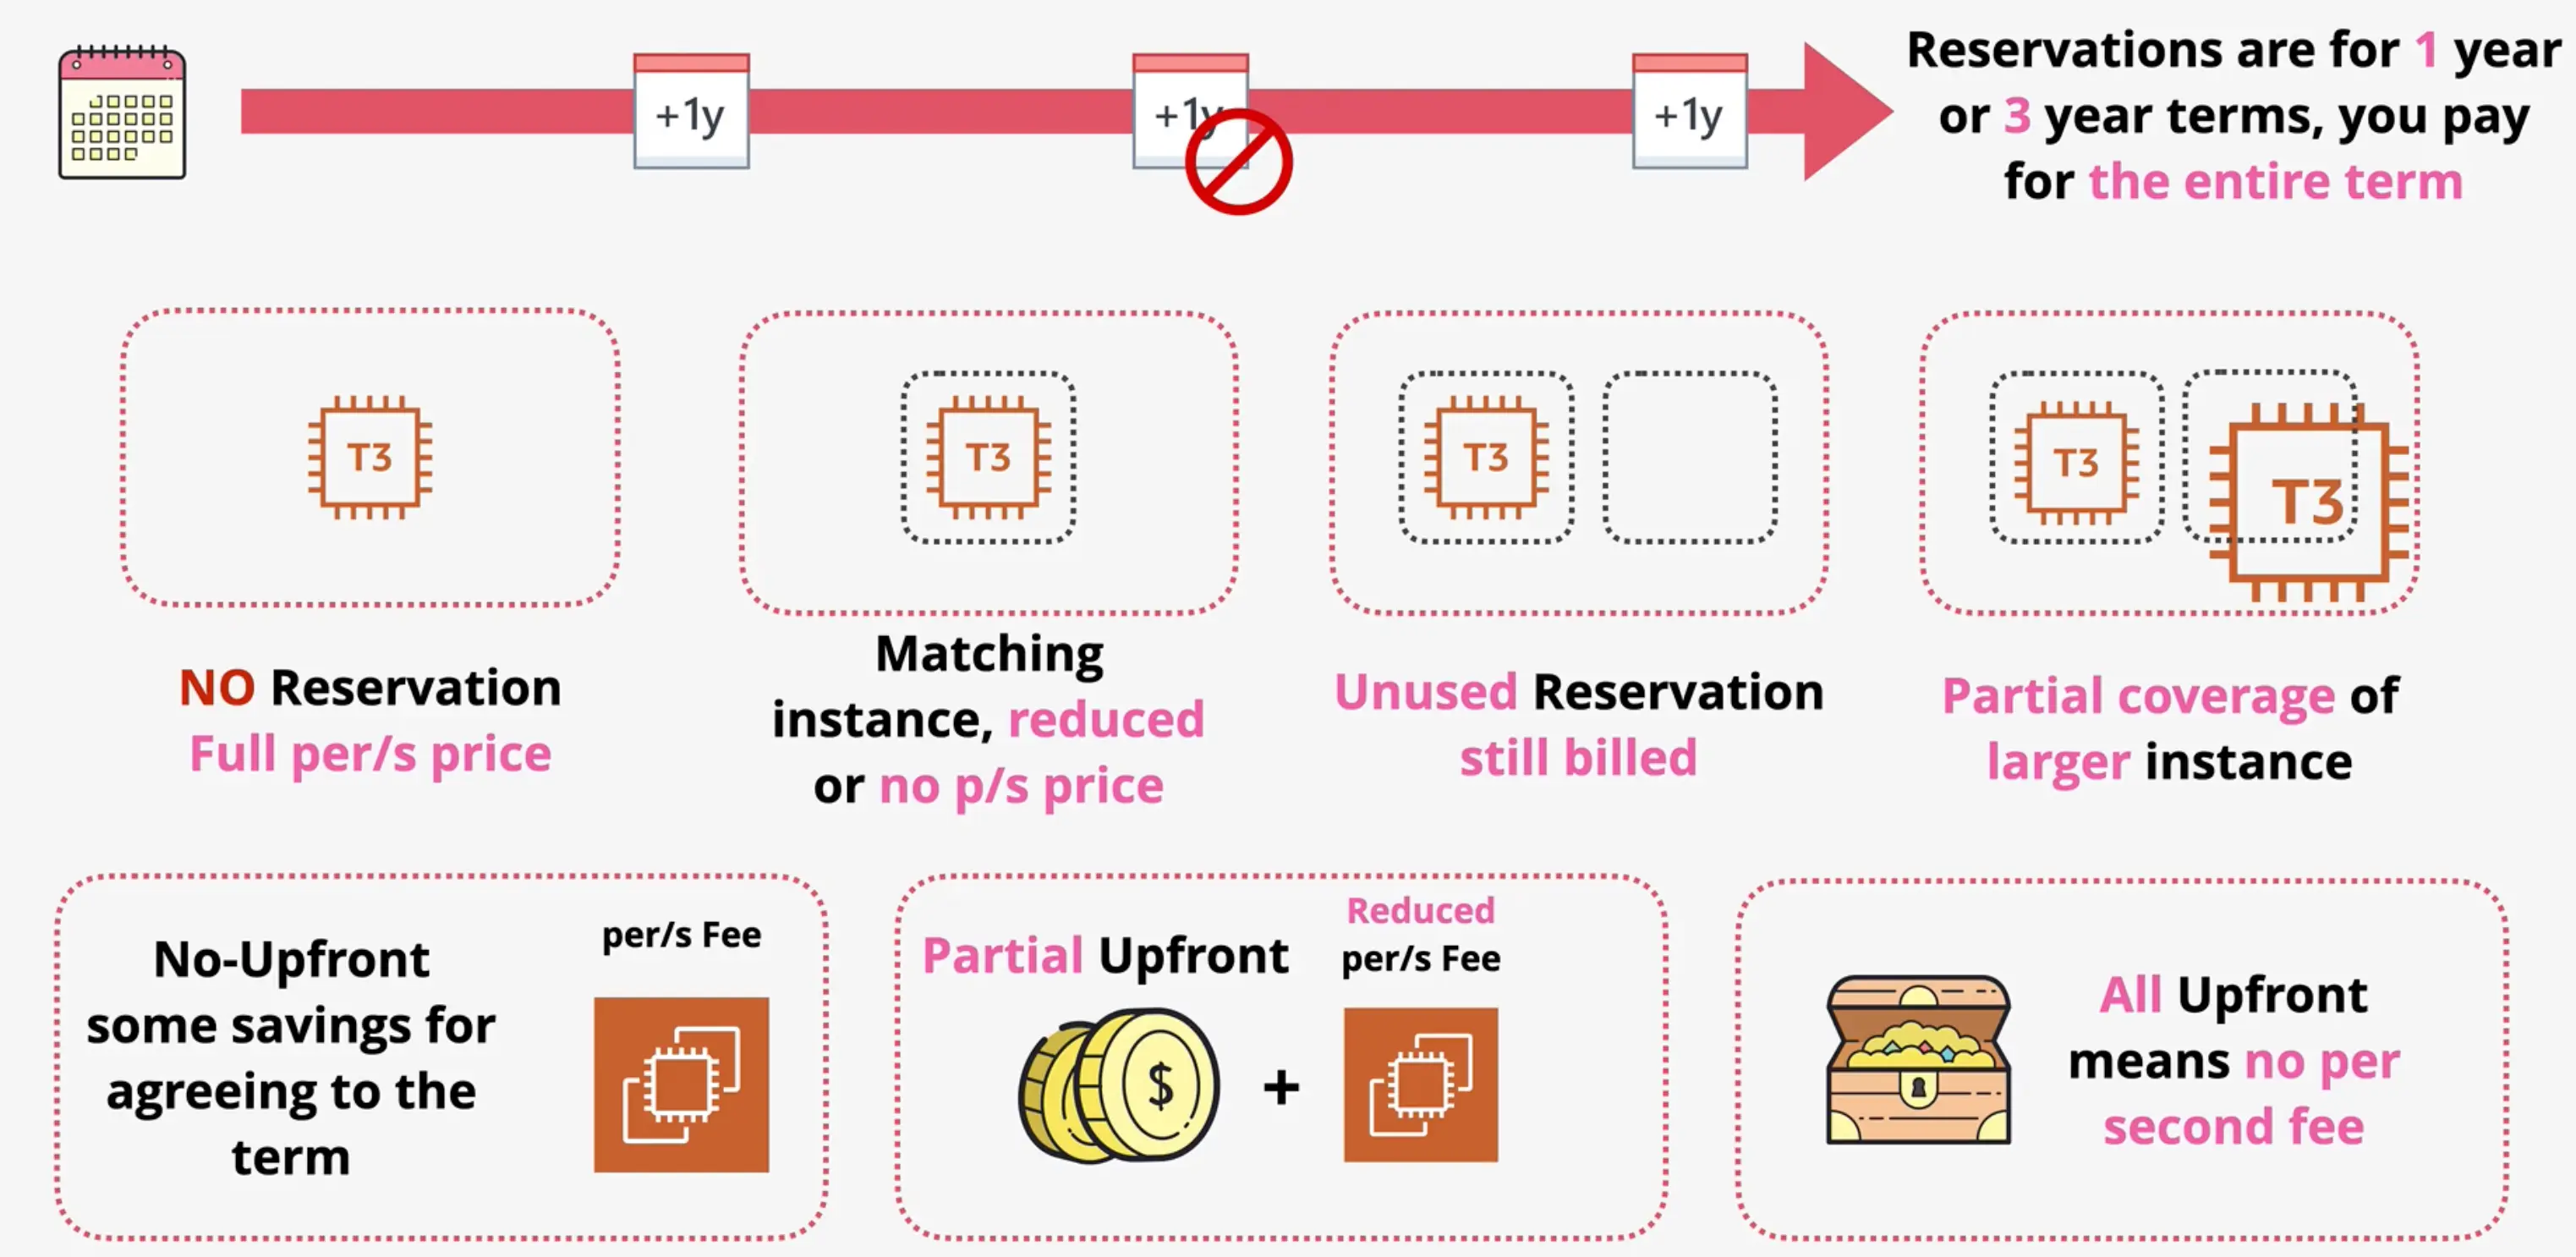 +1y
+1y
+1y
Reservations are for 1 year
or 3 year terms, you pay
for the entire term
T3
T3
T3
T3
T3
NO Reservation
Full per/s price
Matching
instance, reduced
or no p/s price
Unused Reservation
still billed
Partial coverage of
larger instance
No-Upfront
some savings for
agreeing to the
term
per/s Fee
Partial Upfront
$
+
Reduced
per/s Fee
All Upfront
means no per
second fee